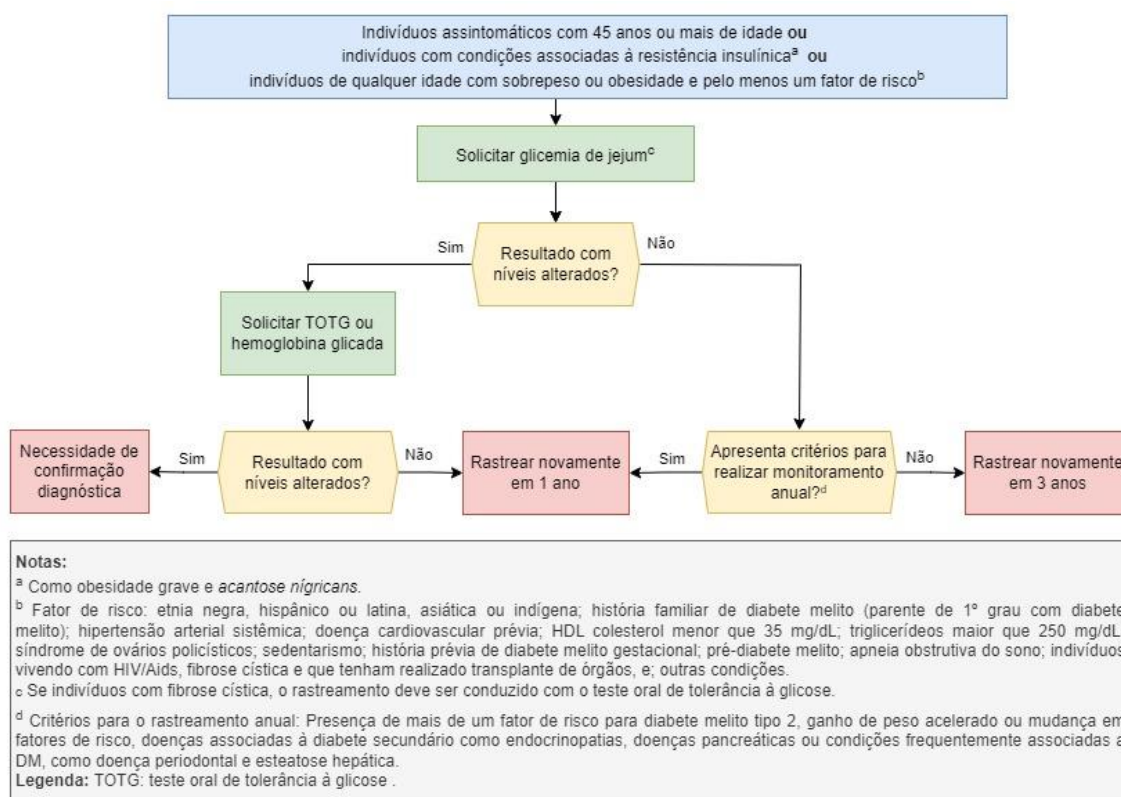 Indivíduos assintomáticos com 45 anos ou mais de idade ou
indivíduos com condições associadas à resistência insulínicaᵃ ou
indivíduos de qualquer idade com sobrepeso ou obesidade e pelo menos um fator de riscoᵇ
Solicitar glicemia de jejumᶜ
Sim
Resultado com
níveis alterados?
Não
Solicitar TOTG ou
hemoglobina glicada
Necessidade de
confirmação
diagnóstica
Sim
Resultado com
níveis alterados?
Não
Rastrear novamente
em 1 ano
Sim
Apresenta critérios para
realizar monitoramento
anual?ᵈ
Não
Rastrear novamente
em 3 anos
Notas:
ᵃ Como obesidade grave e acantose nígricans.
ᵇ Fator de risco: etnia negra, hispânico ou latina, asiática ou indígena; história familiar de diabete melito (parente de 1º grau com diabete
melito); hipertensão arterial sistêmica; doença cardiovascular prévia; HDL colesterol menor que 35 mg/dL; triglicerídeos maior que 250 mg/dL
síndrome de ovários policísticos; sedentarismo; história prévia de diabete melito gestacional; pré-diabete melito; apneia obstrutiva do sono; indivíduos
vivendo com HIV/Aids, fibrose cística e que tenham realizado transplante de órgãos, e; outras condições.
c Se indivíduos com fibrose cística, o rastreamento deve ser conduzido com o teste oral de tolerância à glicose.
ᵈ Critérios para o rastreamento anual: Presença de mais de um fator de risco para diabete melito tipo 2, ganho de peso acelerado ou mudança em
fatores de risco, doenças associadas à diabete secundário como endocrinopatias, doenças pancreáticas ou condições frequentemente associadas a
DM, como doença periodontal e esteatose hepática.
Legenda: TOTG: teste oral de tolerância à glicose .